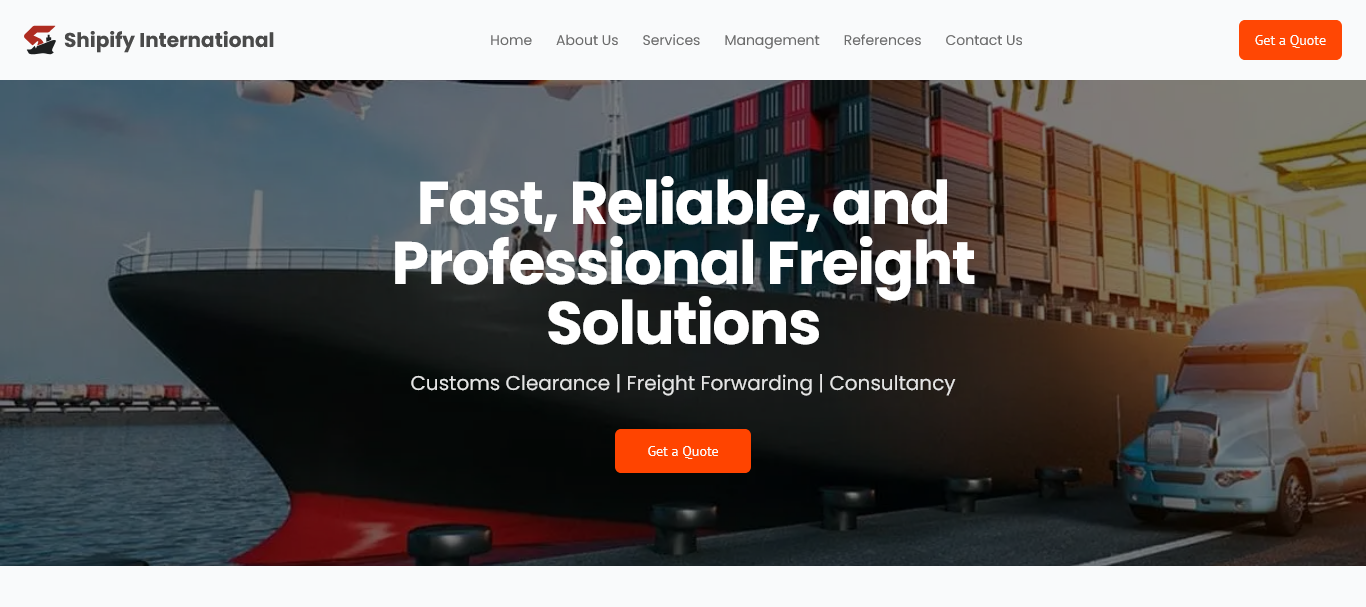 Shipify International
Home About Us Services Management References Contact Us
Get a Quote
Fast, Reliable, and
Professional Freight
Solutions
Customs Clearance | Freight Forwarding | Consultancy
Get a Quote